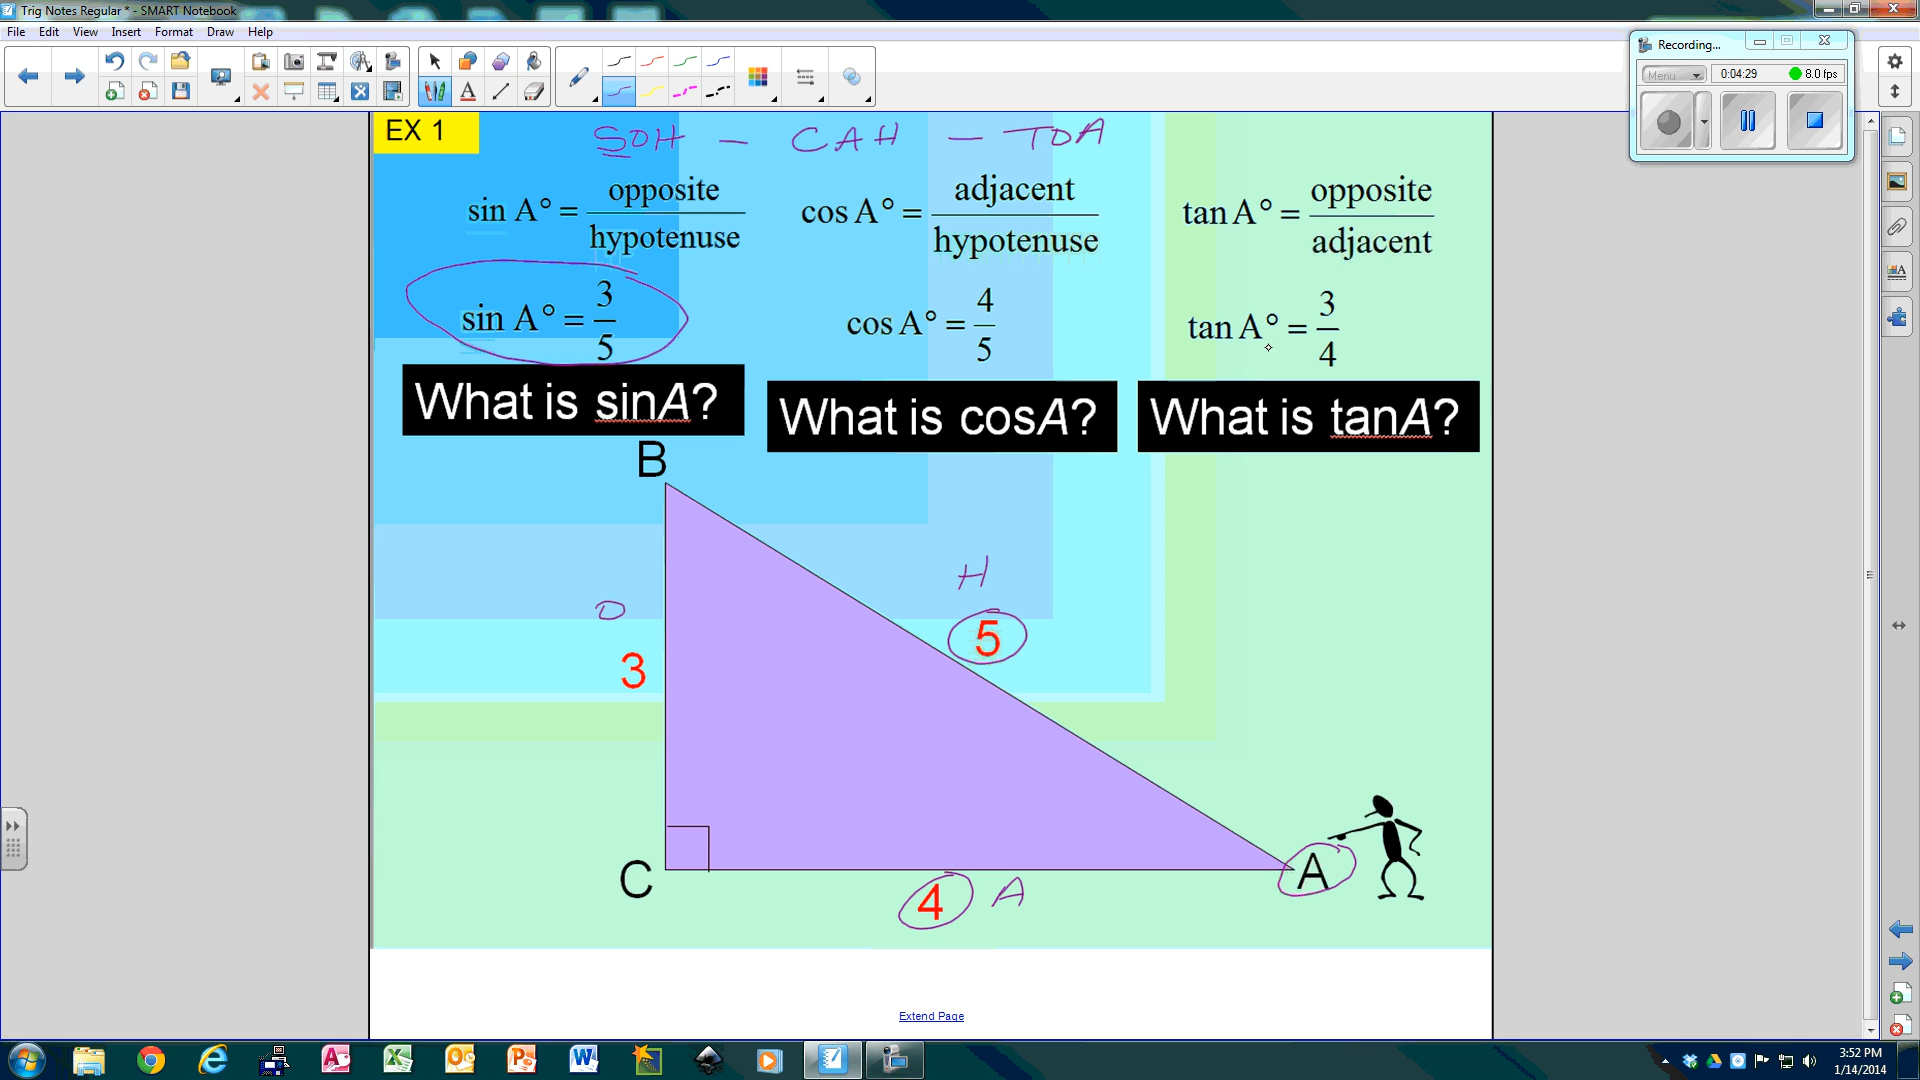 Trig Notes Regular * - SMART Notebook
File Edit View Insert Format Draw Help
Recording...
Menu 0:04:29 8.0 fps
EX 1
SOH - CAH - TOA
sin A° = opposite / hypotenuse
cos A° = adjacent / hypotenuse
tan A° = opposite / adjacent
sin A° = 3 / 5
cos A° = 4 / 5
tan A° = 3 / 4
What is sinA?
What is cosA?
What is tanA?
B
H
O
5
3
C
A
4 A
Extend Page
3:52 PM
1/14/2014